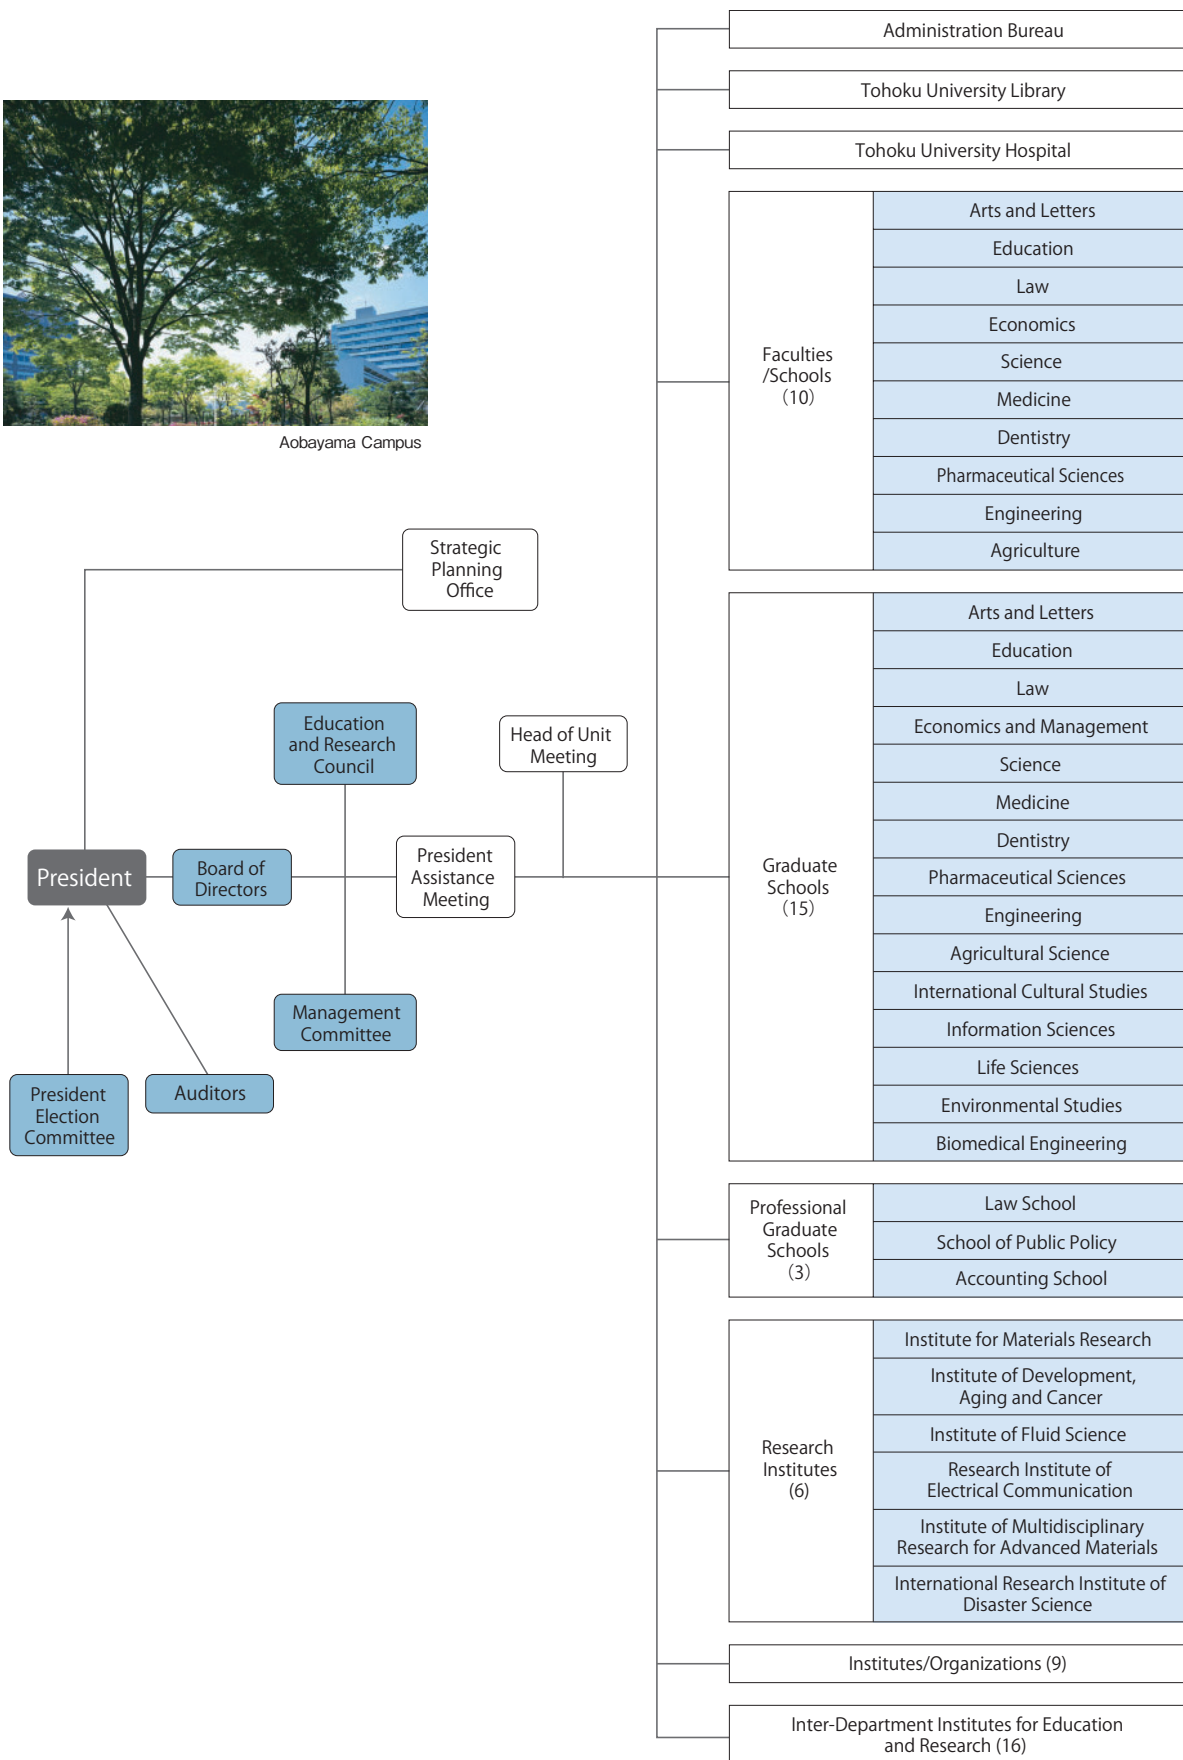 Aobayama Campus
Strategic
Planning
Office
Education
and Research
Council
Head of Unit
Meeting
President
Board of
Directors
President
Assistance
Meeting
Management
Committee
President
Election
Committee
Auditors
Administration Bureau
Tohoku University Library
Tohoku University Hospital
Faculties
/Schools
(10)
Arts and Letters
Education
Law
Economics
Science
Medicine
Dentistry
Pharmaceutical Sciences
Engineering
Agriculture
Graduate
Schools
(15)
Arts and Letters
Education
Law
Economics and Management
Science
Medicine
Dentistry
Pharmaceutical Sciences
Engineering
Agricultural Science
International Cultural Studies
Information Sciences
Life Sciences
Environmental Studies
Biomedical Engineering
Professional
Graduate
Schools
(3)
Law School
School of Public Policy
Accounting School
Research
Institutes
(6)
Institute for Materials Research
Institute of Development,
Aging and Cancer
Institute of Fluid Science
Research Institute of
Electrical Communication
Institute of Multidisciplinary
Research for Advanced Materials
International Research Institute of
Disaster Science
Institutes/Organizations (9)
Inter-Department Institutes for Education
and Research (16)